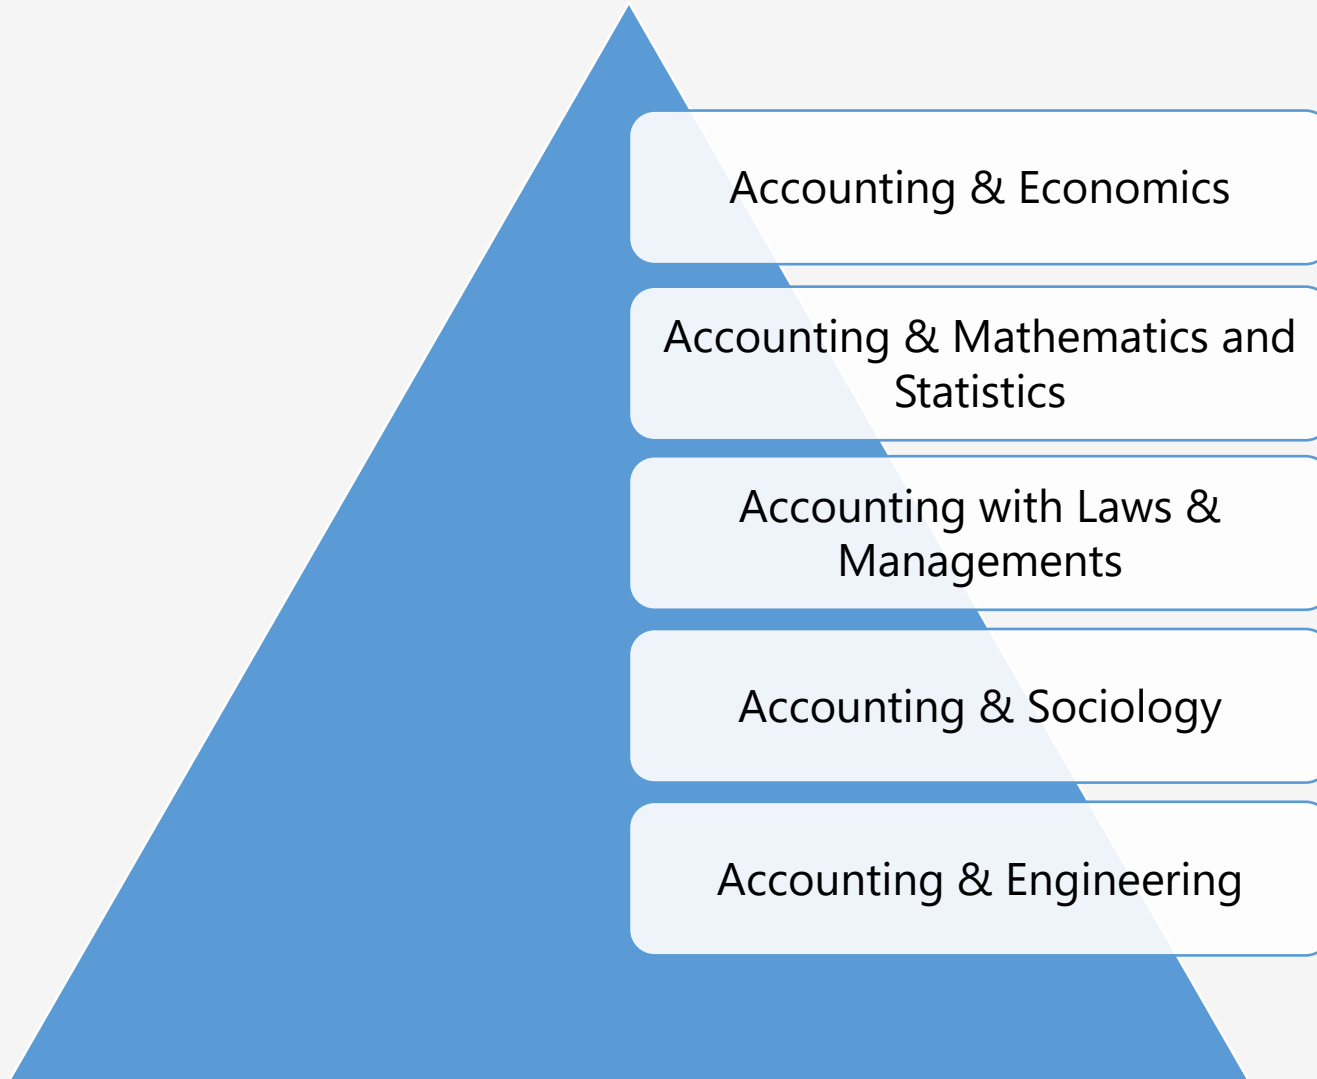 Accounting & Economics
Accounting & Mathematics and
Statistics
Accounting with Laws &
Managements
Accounting & Sociology
Accounting & Engineering